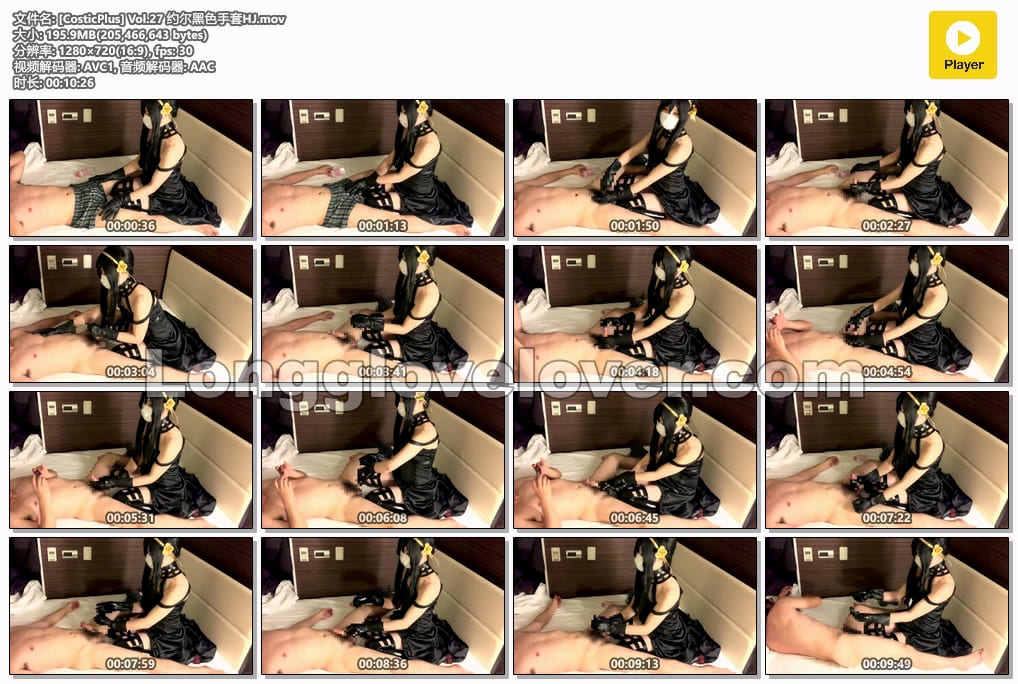 文件名: [CosticPlus] Vol.27 约尔黑色手套HJ.mov
大小: 195.9MB(205,466,643 bytes)
分辨率: 1280×720(16:9), fps: 30
视频解码器: AVC1, 音频解码器: AAC
时长: 00:10:26
Player
00:00:36
00:01:13
00:01:50
00:02:27
00:03:04
00:03:41
00:04:18
00:04:54
Longglovelover.com
00:05:31
00:06:08
00:06:45
00:07:22
00:07:59
00:08:36
00:09:13
00:09:49